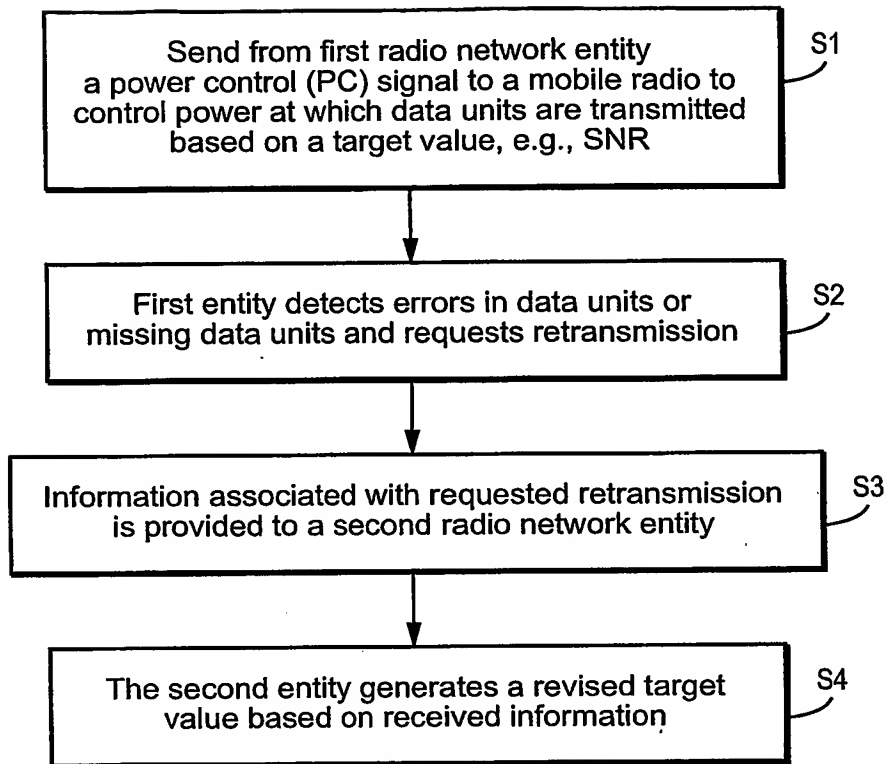 Send from first radio network entity
a power control (PC) signal to a mobile radio to
control power at which data units are transmitted
based on a target value, e.g., SNR
S1
First entity detects errors in data units or
missing data units and requests retransmission
S2
Information associated with requested retransmission
is provided to a second radio network entity
S3
The second entity generates a revised target
value based on received information
S4